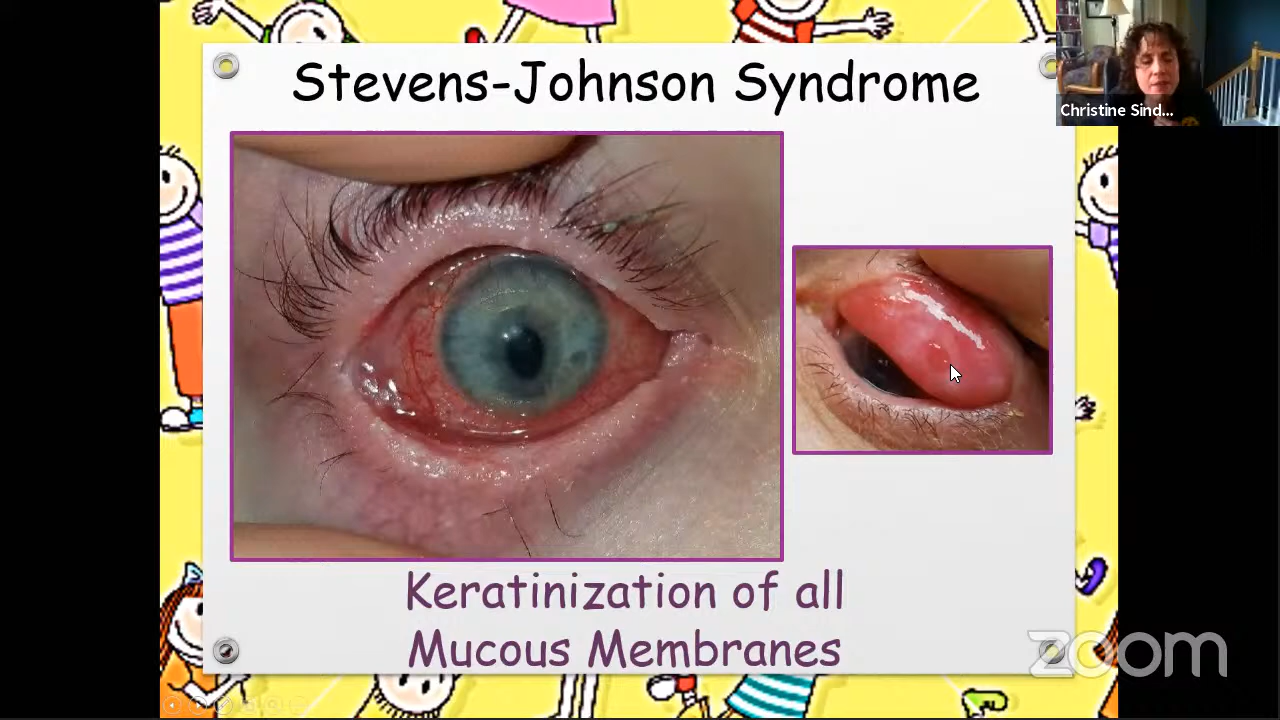 Stevens-Johnson Syndrome
Christine Sind...
Keratinization of all
Mucous Membranes
zoom